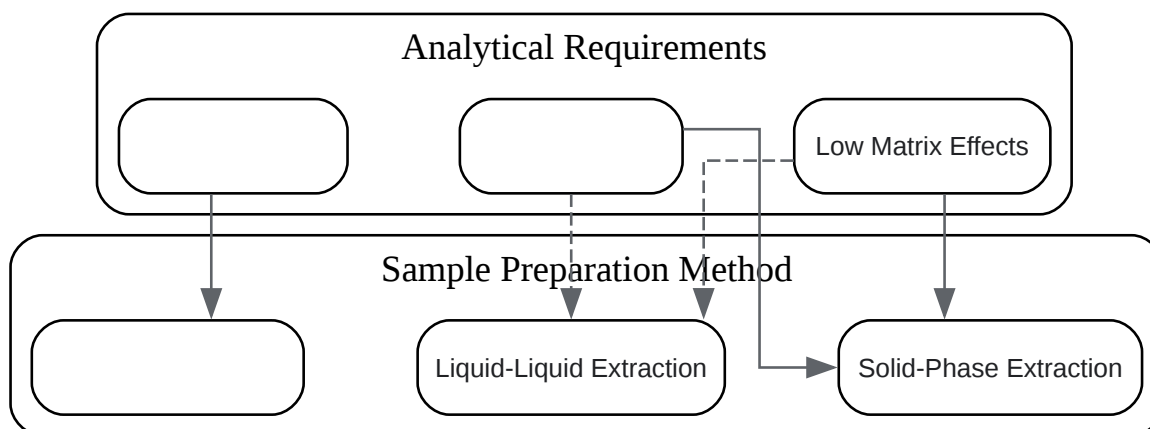 Analytical Requirements
Low Matrix Effects
Sample Preparation Method
Liquid-Liquid Extraction
Solid-Phase Extraction